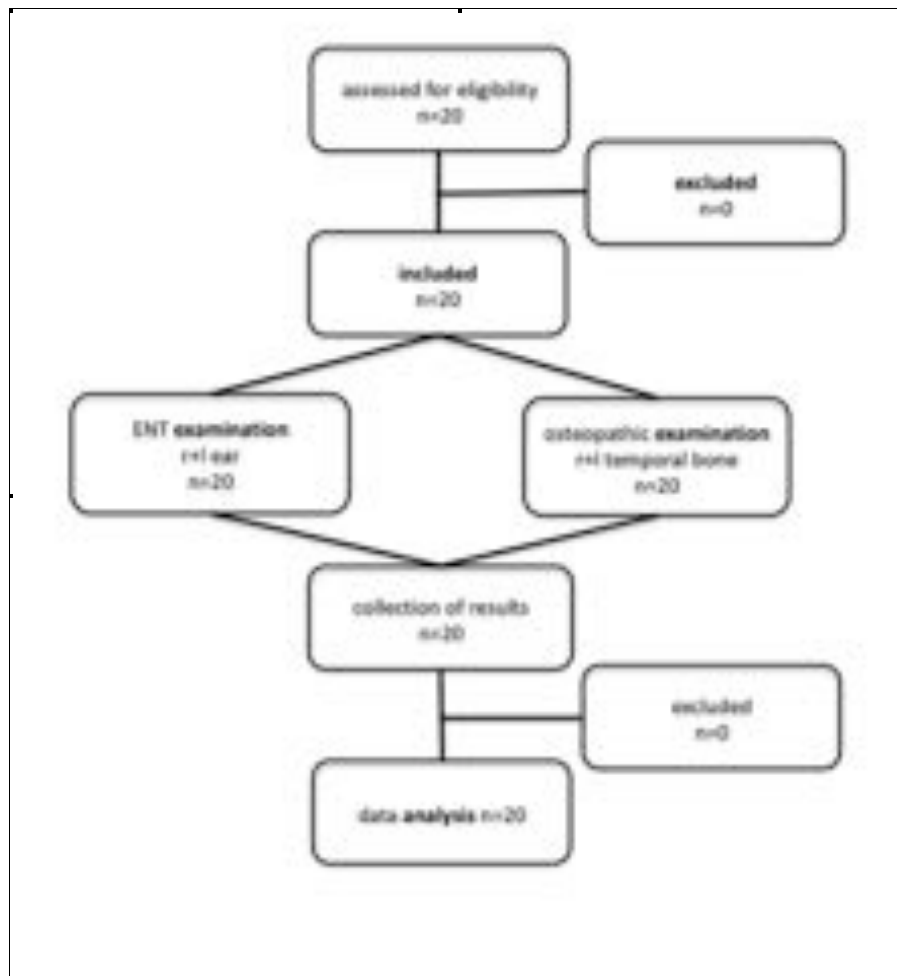 assessed for eligibility
n=20
excluded
n=0
included
n=20
ENT examination
r+l ear
n=20
osteopathic examination
r+l temporal bone
n=20
collection of results
n=20
excluded
n=0
data analysis n=20